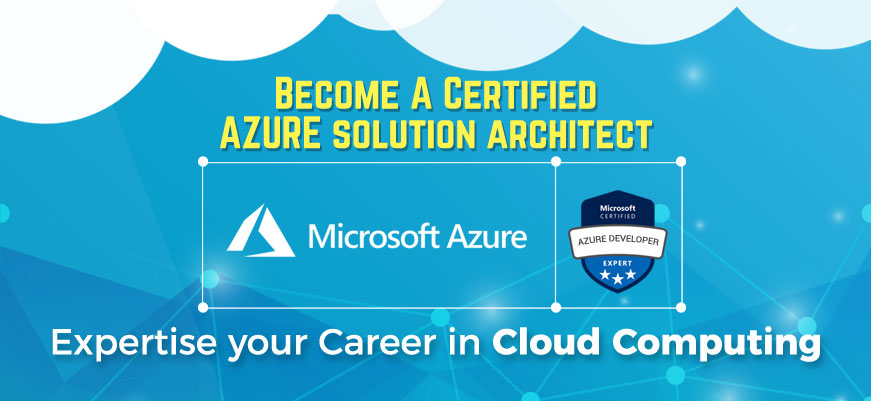 Become A Certified
AZURE SOLUTION ARCHITECT
Microsoft Azure
Microsoft
CERTIFIED
AZURE DEVELOPER
EXPERT
Expertise your Career in Cloud Computing